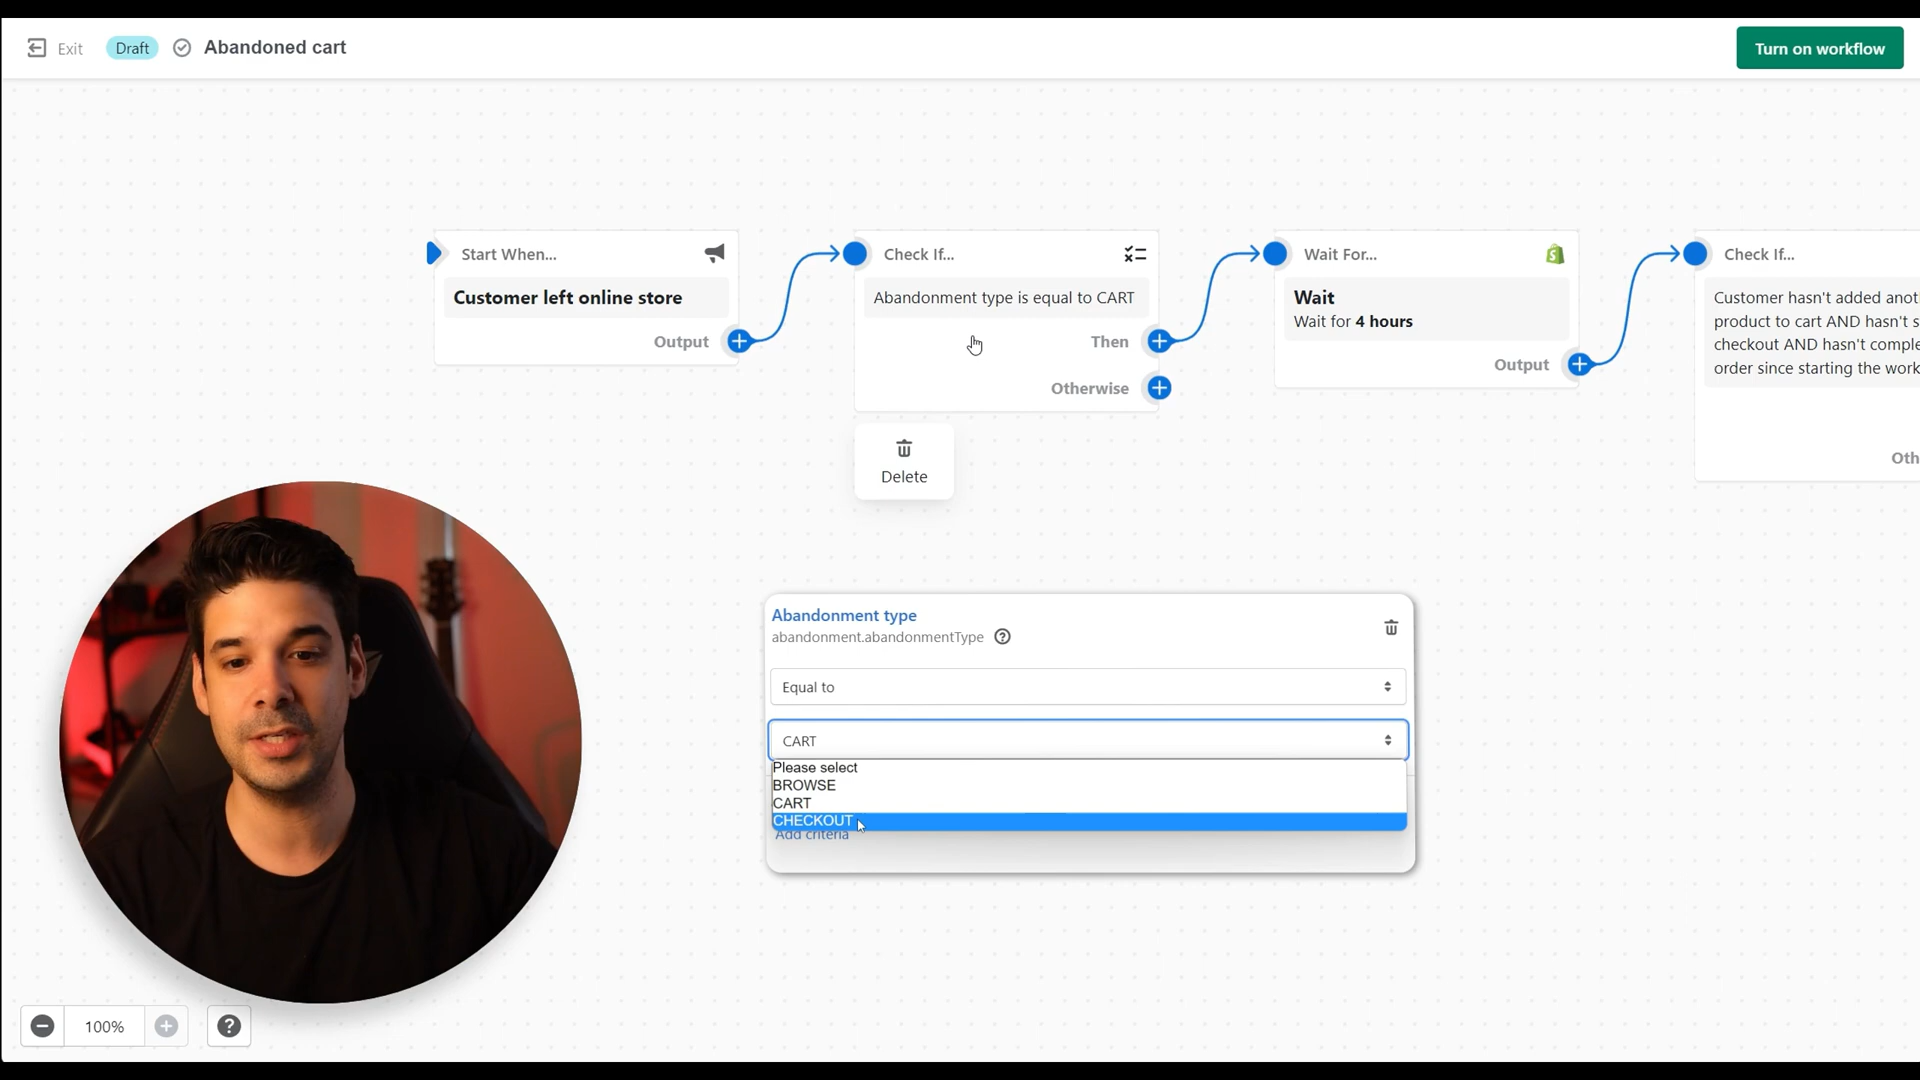 Exit
Draft
Abandoned cart
Turn on workflow
Start When...
Customer left online store
Output
Check If...
Abandonment type is equal to CART
Then
Otherwise
Delete
Wait For...
Wait
Wait for 4 hours
Output
Check If...
Customer hasn't added anot
product to cart AND hasn't s
checkout AND hasn't comple
order since starting the work
Oth
Abandonment type
abandonment.abandonmentType
Equal to
CART
Please select
BROWSE
CART
CHECKOUT
Add criteria
100%